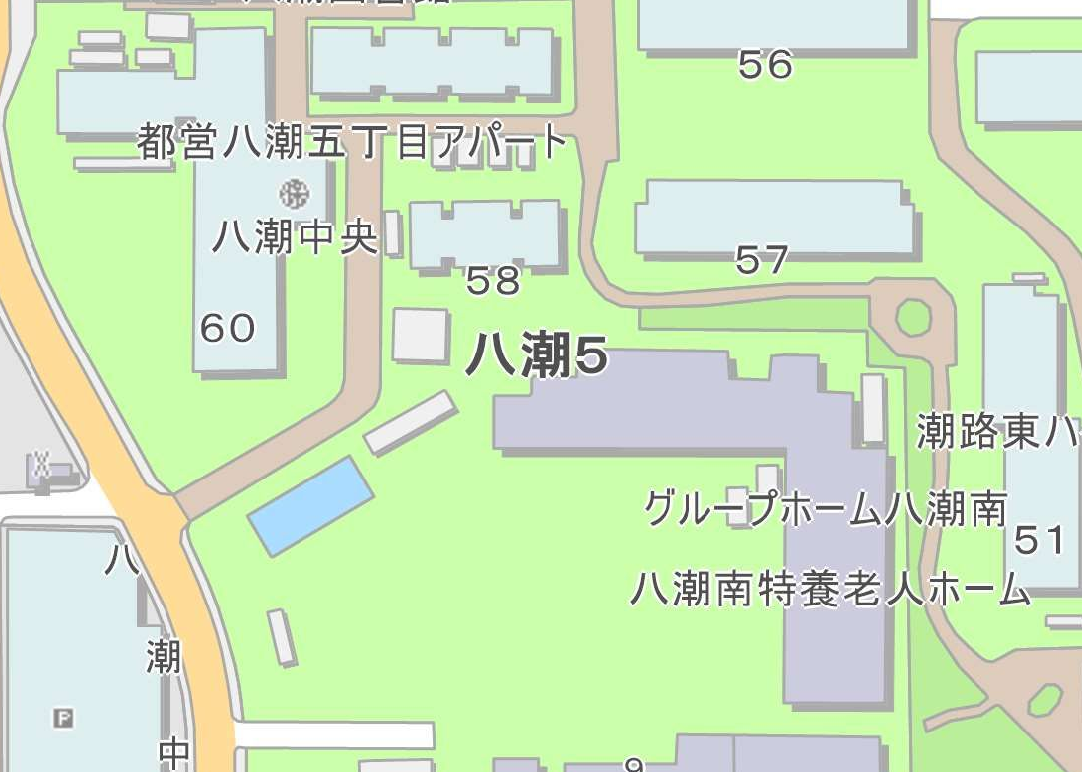 56
都営八潮五丁目アパート
八潮中央
57
58
60
八潮5
潮路東八
グループホーム八潮南
51
八潮南特養老人ホーム
八
潮
中
P
9